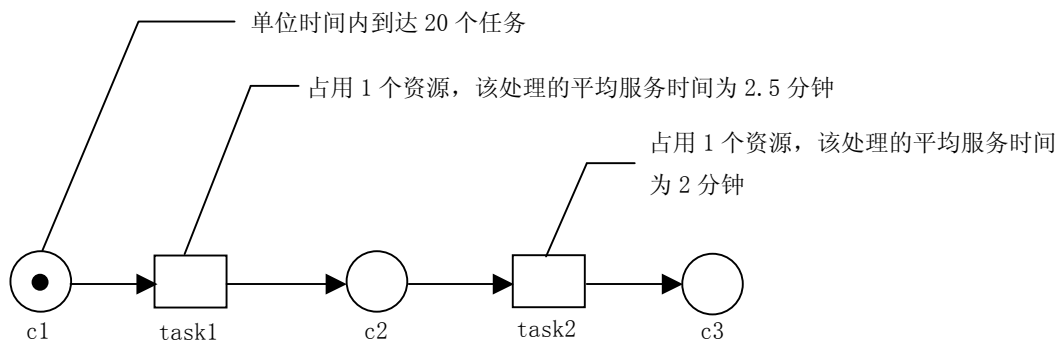 单位时间内到达 20 个任务
占用 1 个资源，该处理的平均服务时间为 2.5 分钟
占用 1 个资源，该处理的平均服务时间
为 2 分钟
c1
task1
c2
task2
c3